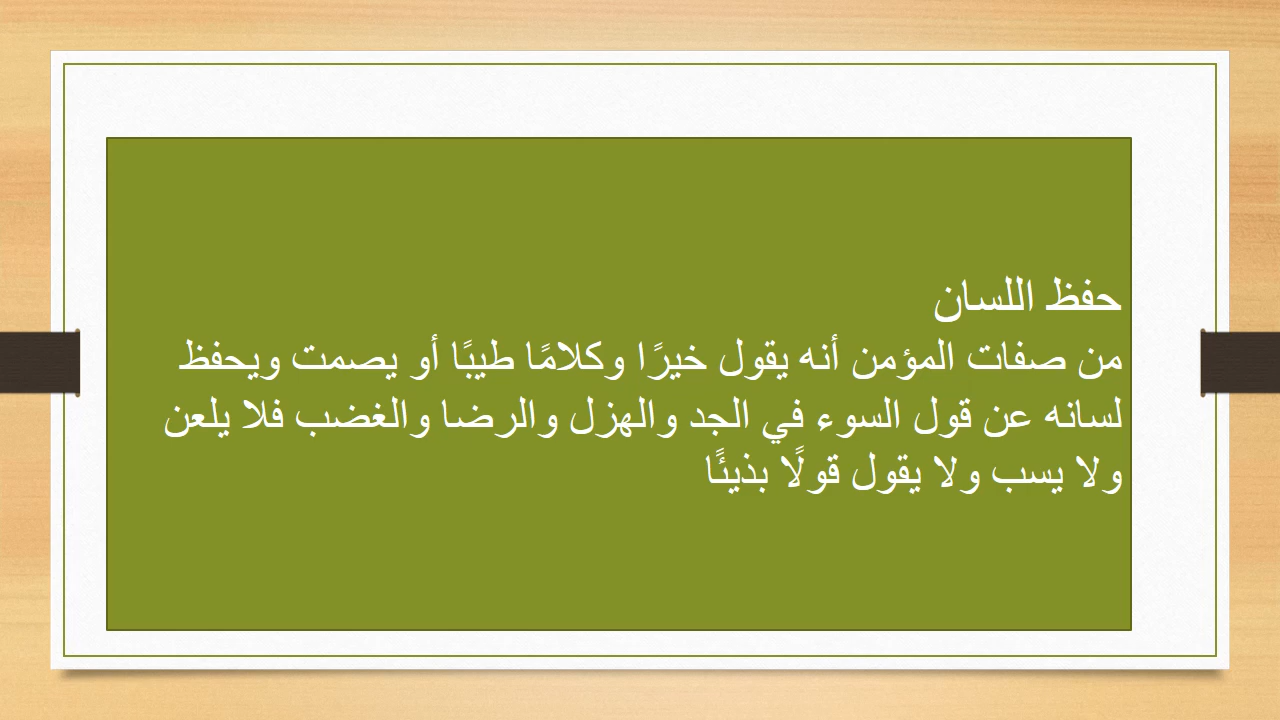 حفظ اللسان
من صفات المؤمن أنه يقول خيرًا وكلامًا طيبًا أو يصمت ويحفظ
لسانه عن قول السوء في الجد والهزل والرضا والغضب فلا يلعن
ولا يسب ولا يقول قولًا بذيئًا